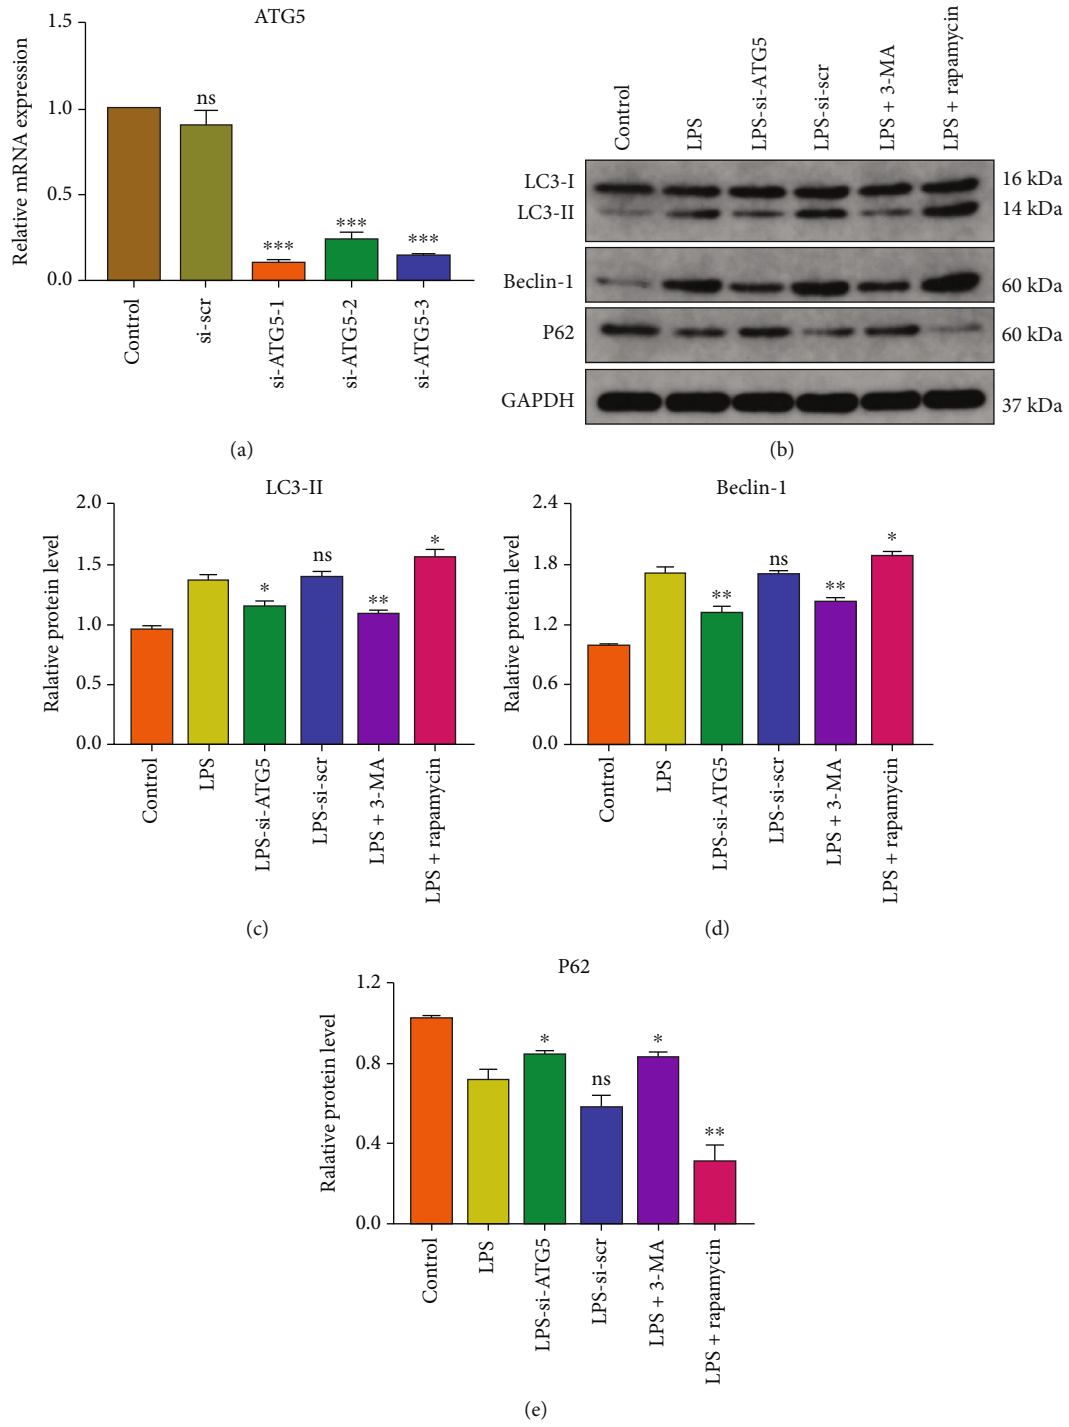 ATG5
Relative mRNA expression
1.5
1.0
0.5
0.0
ns
***
***
***
Control
si-scr
si-ATG5-1
si-ATG5-2
si-ATG5-3
(a)
Control
LPS
LPS-si-ATG5
LPS-si-scr
LPS + 3-MA
LPS + rapamycin
LC3-I
16 kDa
LC3-II
14 kDa
Beclin-1
60 kDa
P62
60 kDa
GAPDH
37 kDa
(b)
LC3-II
Ralative protein level
2.0
1.5
1.0
0.5
0.0
*
ns
**
*
Control
LPS
LPS-si-ATG5
LPS-si-scr
LPS + 3-MA
LPS + rapamycin
(c)
Beclin-1
Ralative protein level
2.4
1.8
1.2
0.6
0.0
**
ns
**
*
Control
LPS
LPS-si-ATG5
LPS-si-scr
LPS + 3-MA
LPS + rapamycin
(d)
P62
Ralative protein level
1.2
0.8
0.4
0.0
*
ns
*
**
Control
LPS
LPS-si-ATG5
LPS-si-scr
LPS + 3-MA
LPS + rapamycin
(e)